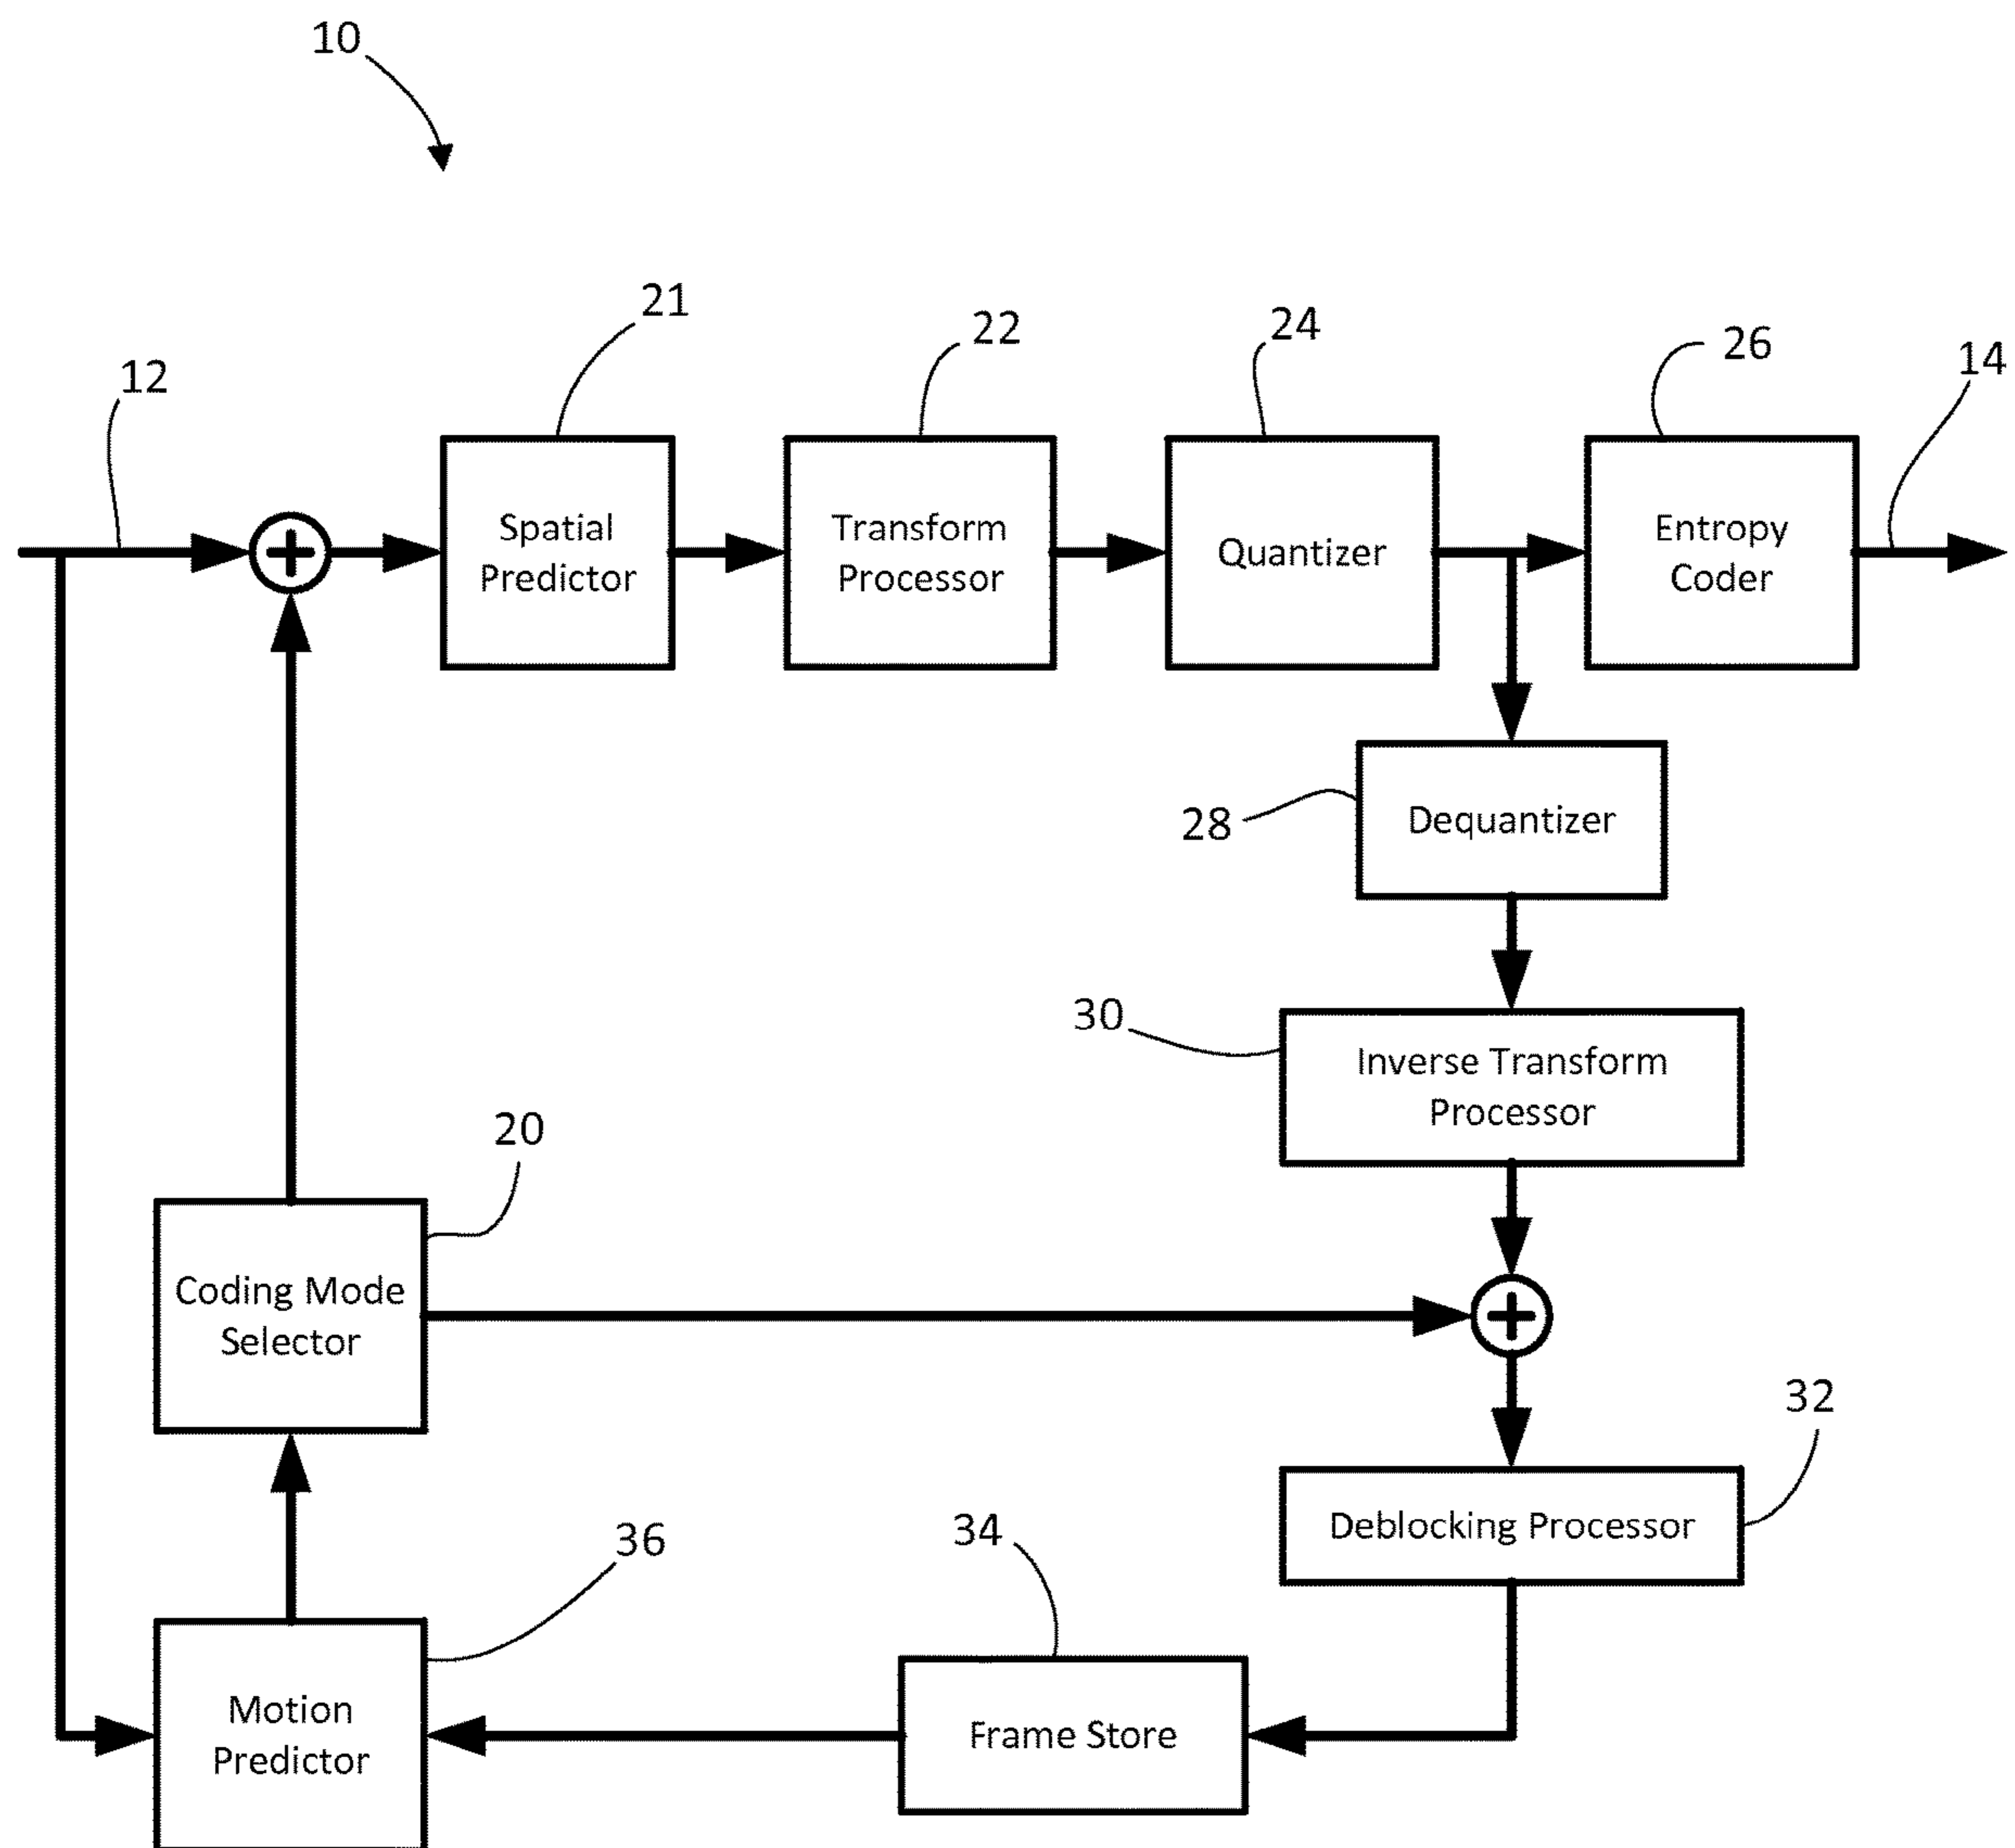 10
21
22
24
26
14
12
Spatial
Predictor
Transform
Processor
Quantizer
Entropy
Coder
28
Dequantizer
30
Inverse Transform
Processor
20
Coding Mode
Selector
32
Deblocking Processor
34
36
Frame Store
Motion
Predictor